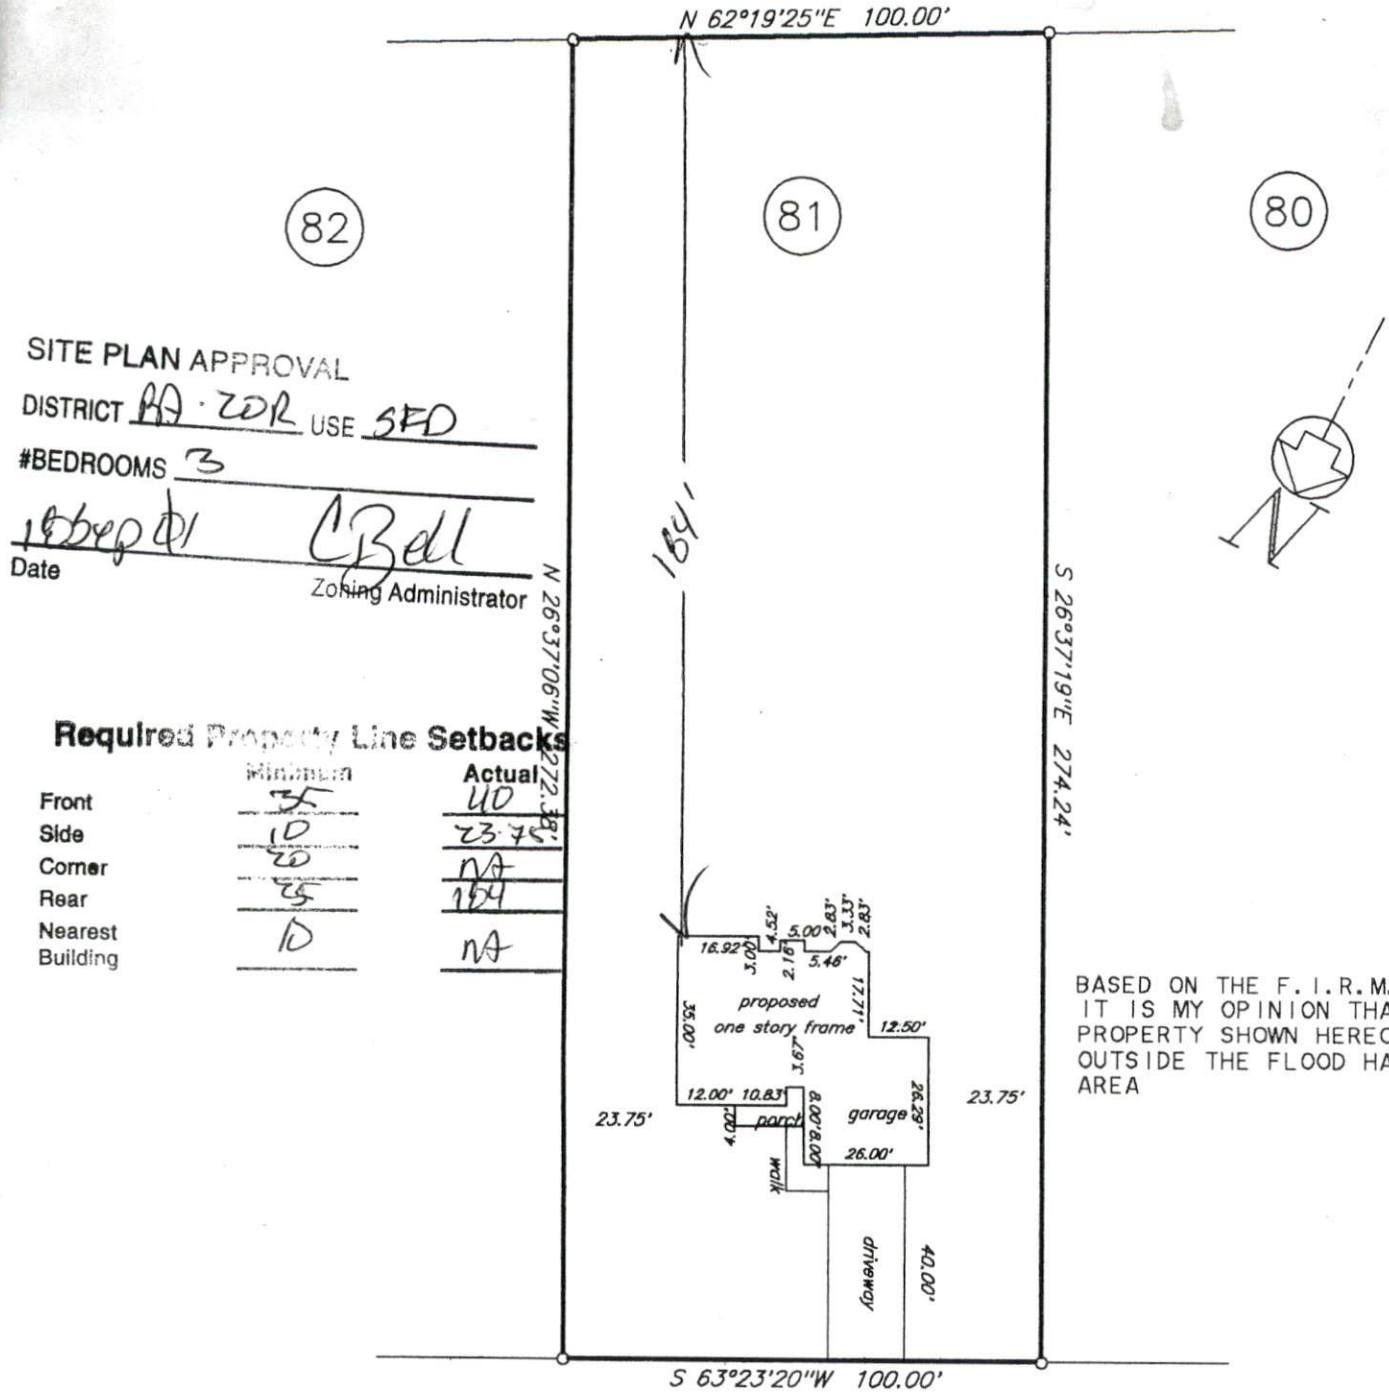 N 62°19'25"E 100.00'
82
81
80
SITE PLAN APPROVAL
DISTRICT RA-20R USE SFD
#BEDROOMS 3
CBell
Date Zoning Administrator
N 26°37'06"W 272.38'
S 26°37'19"E 274.24'
184'
Required Property Line Setbacks
Minimum Actual
Front 35 40
Side 10 23.75
Corner 20 NA
Rear 25 184
Nearest
Building 10 NA
16.92'
3.00'
4.52'
2.16'
5.00'
5.46'
2.83'
3.33'
2.83'
35.00'
proposed
one story frame
17.71'
12.50'
3.97'
12.00' 10.83'
4.00'
porch
8.00'
8.00'
garage
26.29'
26.00'
walk
23.75'
23.75'
driveway
40.00'
BASED ON THE F.I.R.M.
IT IS MY OPINION THA
PROPERTY SHOWN HEREO
OUTSIDE THE FLOOD HA
AREA
N
S 63°23'20"W 100.00'